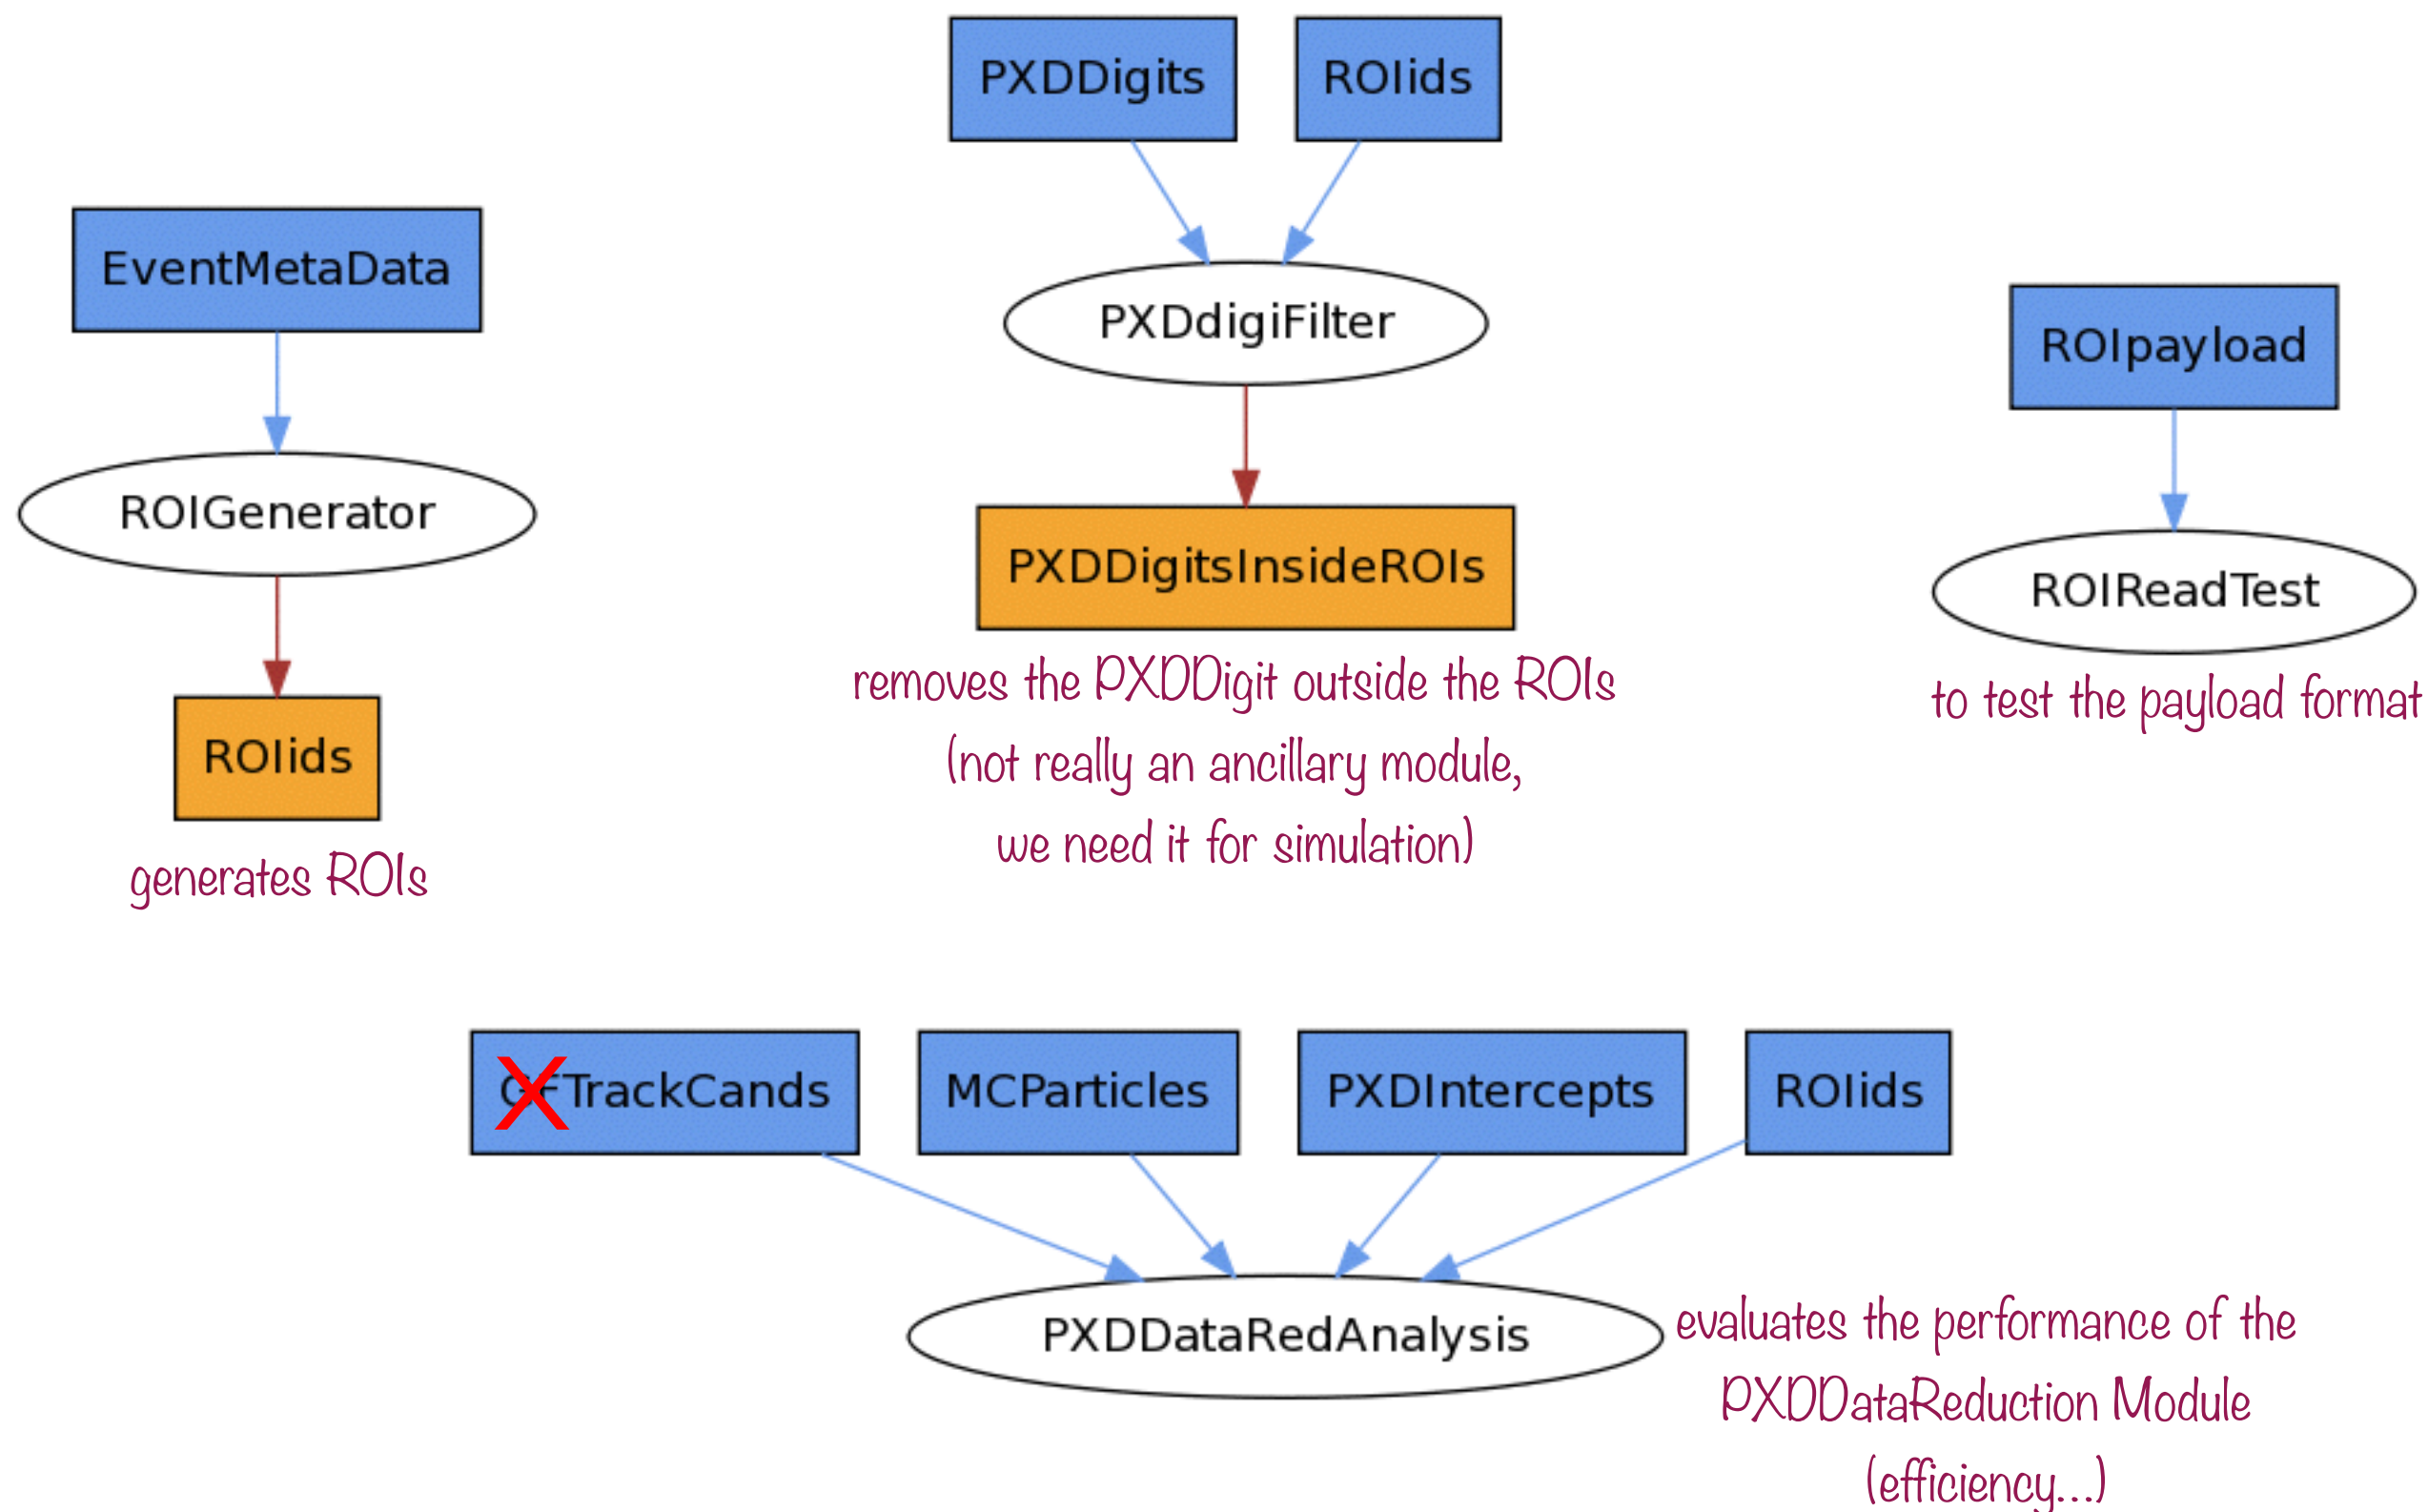 PXDDigits
ROIids
EventMetaData
PXDdigiFilter
ROIpayload
ROIGenerator
PXDDigitsInsideROIs
ROIReadTest
removes the PXDDigit outside the ROIs
(not really an ancillary module,
we need it for simulation)
to test the payload format
ROIids
generates ROIs
X
GFTrackCands
MCParticles
PXDIntercepts
ROIids
PXDDataRedAnalysis
evaluates the performance of the
PXDDataReduction Module
(efficiency...)